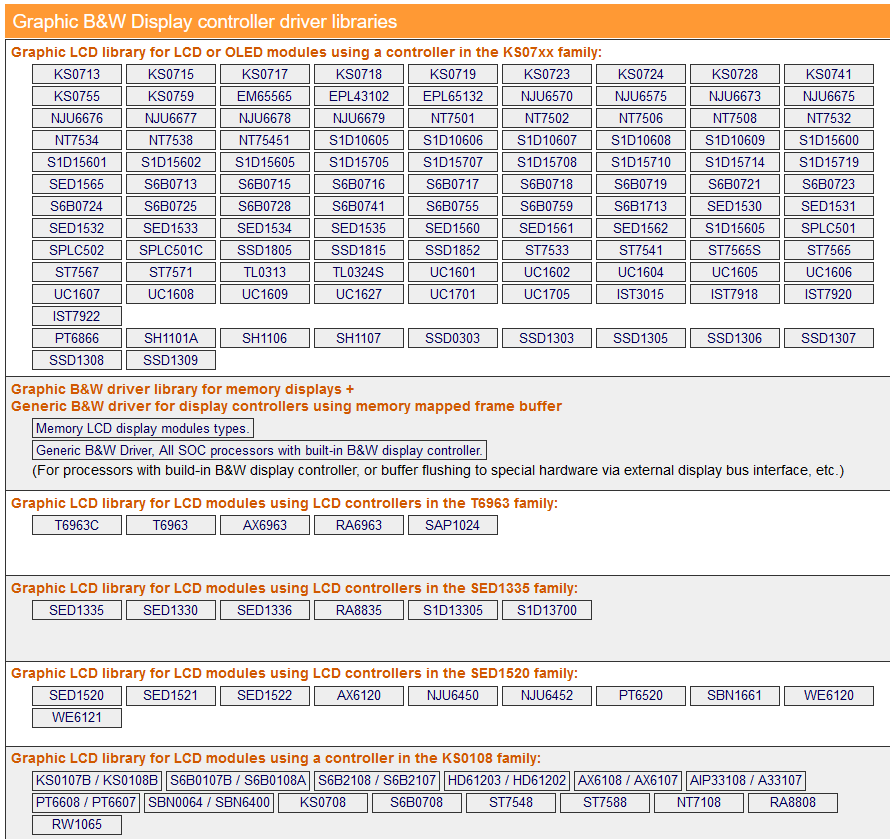 Graphic B&W Display controller driver libraries
Graphic LCD library for LCD or OLED modules using a controller in the KS07xx family:
KS0713 KS0715 KS0717 KS0718 KS0719 KS0723 KS0724 KS0728 KS0741
KS0755 KS0759 EM65565 EPL43102 EPL65132 NJU6570 NJU6575 NJU6673 NJU6675
NJU6676 NJU6677 NJU6678 NJU6679 NT7501 NT7502 NT7506 NT7508 NT7532
NT7534 NT7538 NT75451 S1D10605 S1D10606 S1D10607 S1D10608 S1D10609 S1D15600
S1D15601 S1D15602 S1D15605 S1D15705 S1D15707 S1D15708 S1D15710 S1D15714 S1D15719
SED1565 S6B0713 S6B0715 S6B0716 S6B0717 S6B0718 S6B0719 S6B0721 S6B0723
S6B0724 S6B0725 S6B0728 S6B0741 S6B0755 S6B0759 S6B1713 SED1530 SED1531
SED1532 SED1533 SED1534 SED1535 SED1560 SED1561 SED1562 S1D15605 SPLC501
SPLC502 SPLC501C SSD1805 SSD1815 SSD1852 ST7533 ST7541 ST7565S ST7565
ST7567 ST7571 TL0313 TL0324S UC1601 UC1602 UC1604 UC1605 UC1606
UC1607 UC1608 UC1609 UC1627 UC1701 UC1705 IST3015 IST7918 IST7920
IST7922
PT6866 SH1101A SH1106 SH1107 SSD0303 SSD1303 SSD1305 SSD1306 SSD1307
SSD1308 SSD1309
Graphic B&W driver library for memory displays +
Generic B&W driver for display controllers using memory mapped frame buffer
Memory LCD display modules types.
Generic B&W Driver, All SOC processors with built-in B&W display controller.
(For processors with build-in B&W display controller, or buffer flushing to special hardware via external display bus interface, etc.)
Graphic LCD library for LCD modules using LCD controllers in the T6963 family:
T6963C T6963 AX6963 RA6963 SAP1024
Graphic LCD library for LCD modules using LCD controllers in the SED1335 family:
SED1335 SED1330 SED1336 RA8835 S1D13305 S1D13700
Graphic LCD library for LCD modules using LCD controllers in the SED1520 family:
SED1520 SED1521 SED1522 AX6120 NJU6450 NJU6452 PT6520 SBN1661 WE6120
WE6121
Graphic LCD library for LCD modules using a controller in the KS0108 family:
KS0107B / KS0108B S6B0107B / S6B0108A S6B2108 / S6B2107 HD61203 / HD61202 AX6108 / AX6107 AIP33108 / A33107
PT6608 / PT6607 SBN0064 / SBN6400 KS0708 S6B0708 ST7548 ST7588 NT7108 RA8808
RW1065